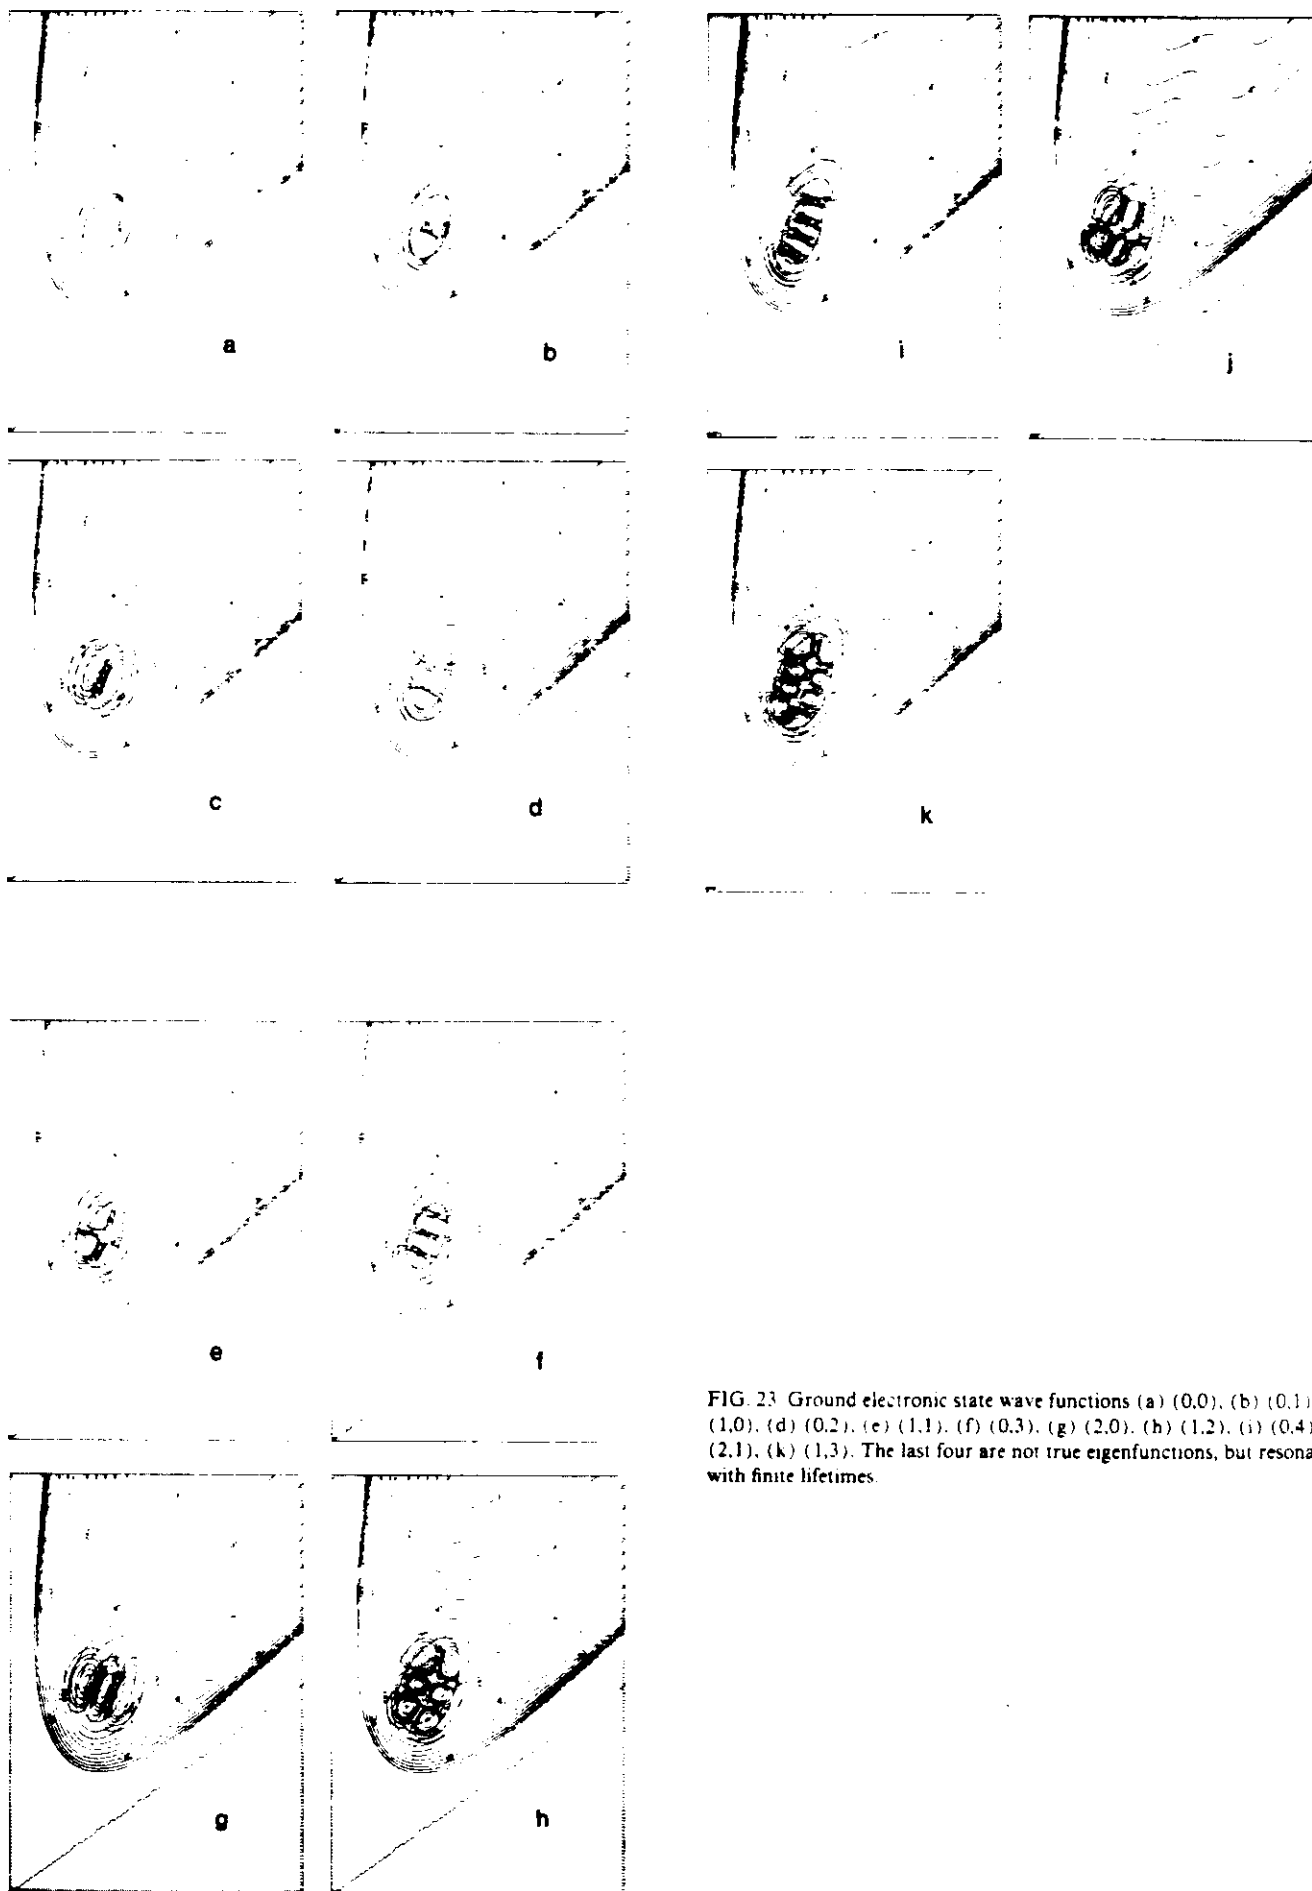 a
b
i
j
c
d
k
e
f
FIG. 23 Ground electronic state wave functions (a) (0,0), (b) (0,1)
(1,0), (d) (0,2), (e) (1,1), (f) (0,3), (g) (2,0), (h) (1,2), (i) (0,4)
(2,1), (k) (1,3). The last four are not true eigenfunctions, but resona
with finite lifetimes.
g
h